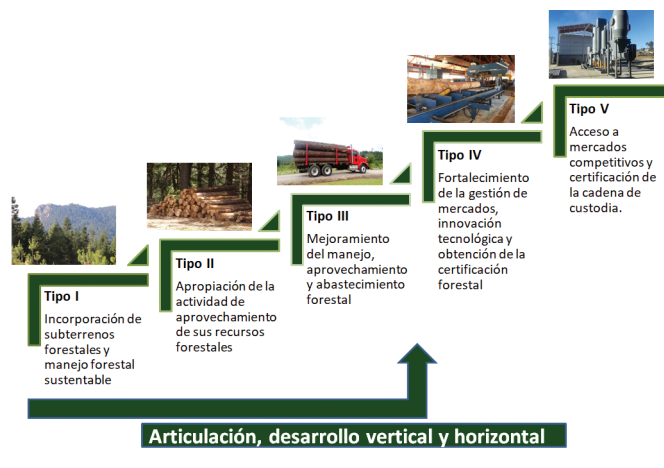 Tipo I
Incorporación de
subterrenos
forestales y
manejo forestal
sustentable
Tipo II
Apropiación de la
actividad de
aprovechamiento
de sus recursos
forestales
Tipo III
Mejoramiento
del manejo,
aprovechamiento
y abastecimiento
forestal
Tipo IV
Fortalecimiento
de la gestión de
mercados,
innovación
tecnológica y
obtención de la
certificación
forestal
Tipo V
Acceso a
mercados
competitivos y
certificación de
la cadena de
custodia.
Articulación, desarrollo vertical y horizontal